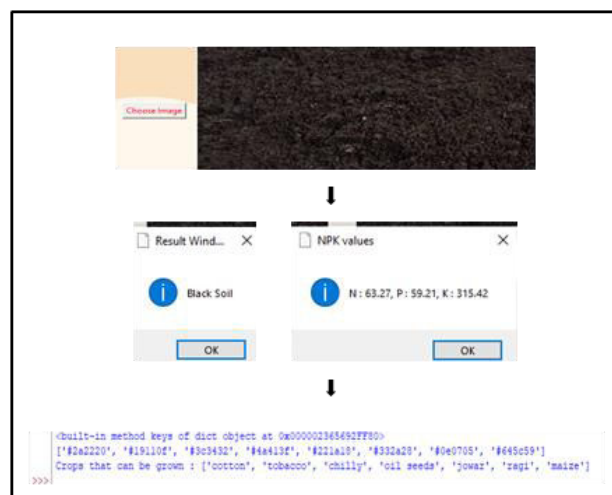 Choose Image
Result Wind...
NPK values
Black Soil
N : 63.27, P : 59.21, K : 315.42
OK
OK
<built-in method keys of dict object at 0x000002365692FF80>
['#2a2220', '#19110f', '#3c3432', '#4a413f', '#221a18', '#332a28', '#0e0705', '#645c59']
Crops that can be grown : ['cotton', 'tobacco', 'chilly', 'oil seeds', 'jowar', 'ragi', 'maize']
>>>